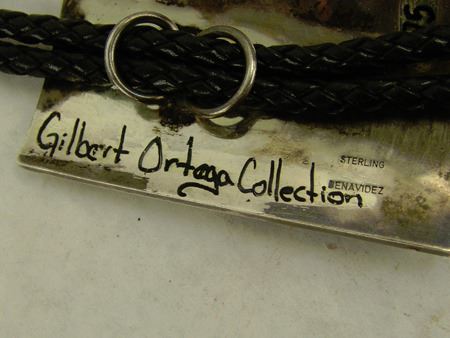 Gilbert Ortega Collection
STERLING
BENAVIDEZ